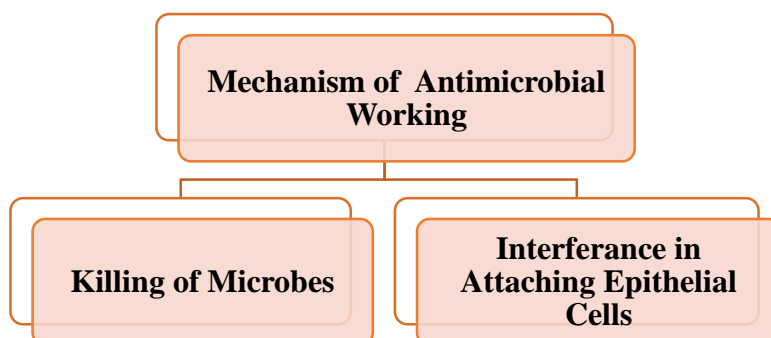 Mechanism of Antimicrobial
Working
Killing of Microbes
Interferance in
Attaching Epithelial
Cells